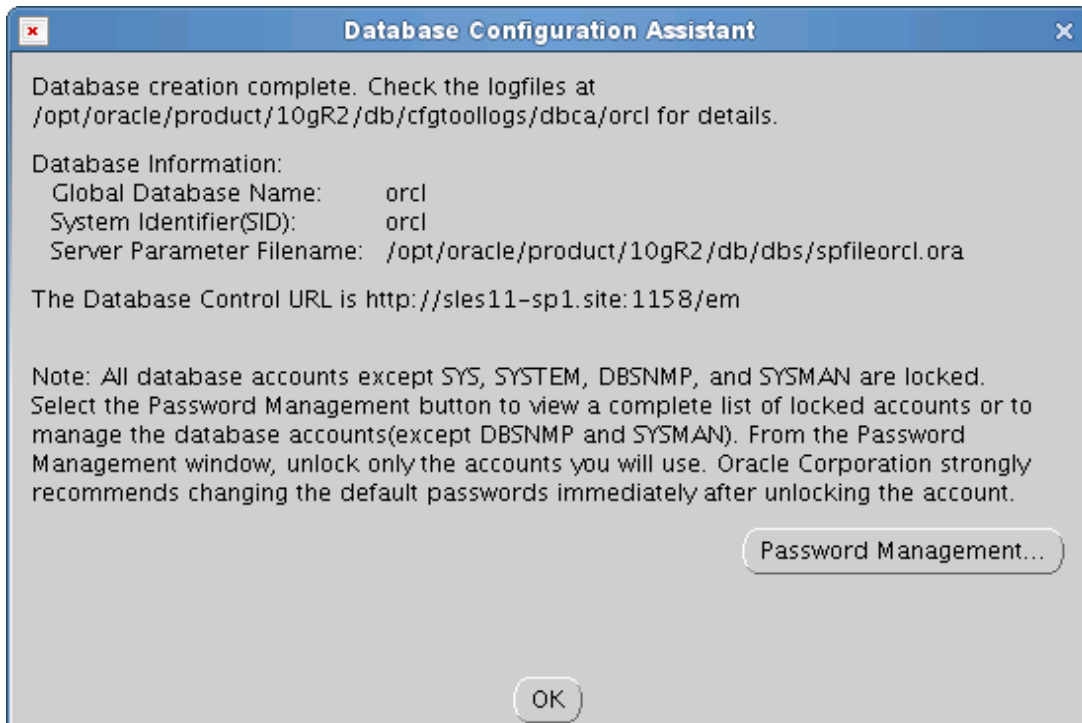 Database Configuration Assistant
Database creation complete. Check the logfiles at
/opt/oracle/product/10gR2/db/cfgtoollogs/dbca/orcl for details.
Database Information:
Global Database Name: orcl
System Identifier(SID): orcl
Server Parameter Filename: /opt/oracle/product/10gR2/db/dbs/spfileorcl.ora
The Database Control URL is http://sles11-sp1.site:1158/em
Note: All database accounts except SYS, SYSTEM, DBSNMP, and SYSMAN are locked.
Select the Password Management button to view a complete list of locked accounts or to
manage the database accounts(except DBSNMP and SYSMAN). From the Password
Management window, unlock only the accounts you will use. Oracle Corporation strongly
recommends changing the default passwords immediately after unlocking the account.
Password Management...
OK